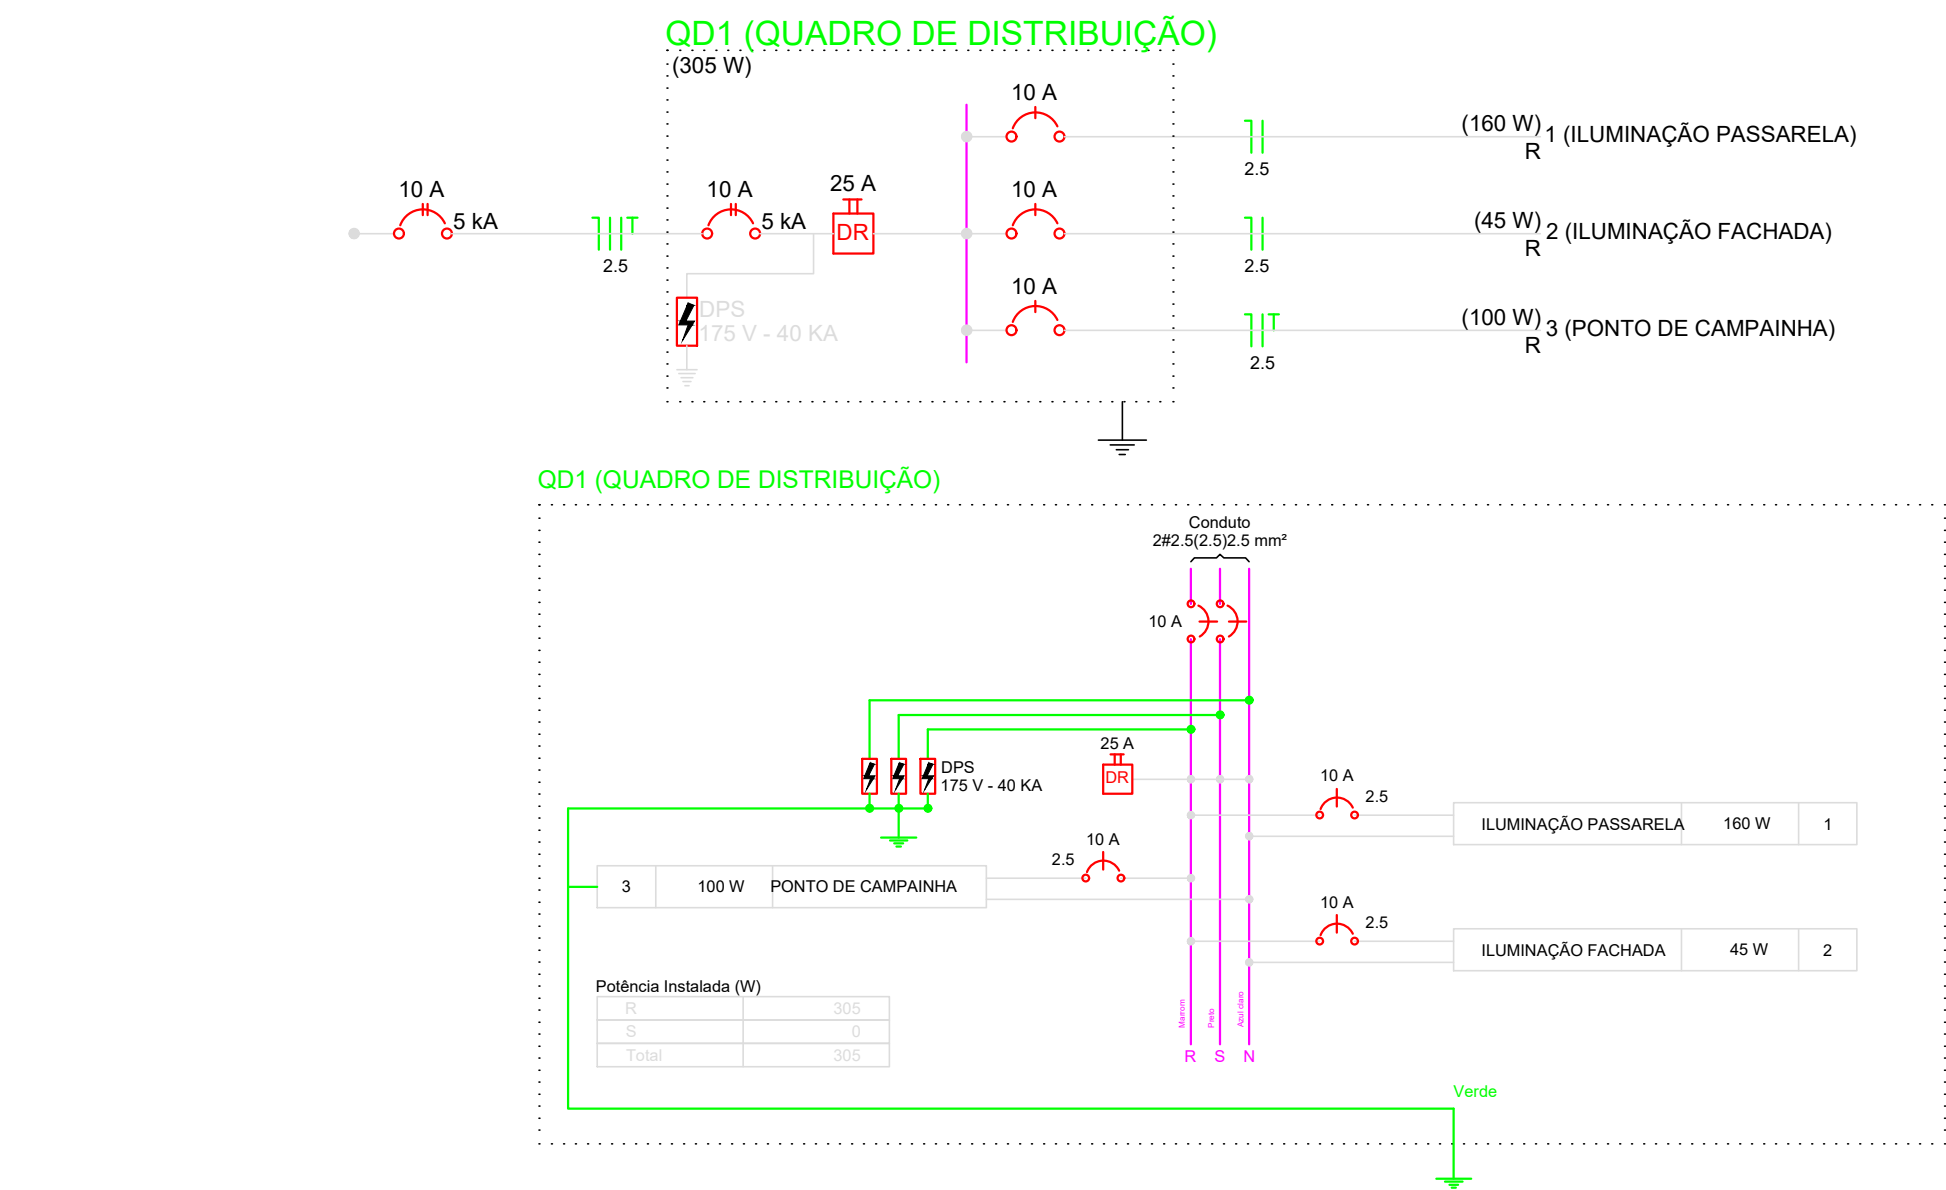 QD1 (QUADRO DE DISTRIBUIÇÃO)
(305 W)
10 A
(160 W)
1 (ILUMINAÇÃO PASSARELA)
R
2.5
10 A
5 kA
2.5
10 A
5 kA
25 A
DR
10 A
(45 W)
2 (ILUMINAÇÃO FACHADA)
R
2.5
DPS
175 V - 40 KA
10 A
(100 W)
3 (PONTO DE CAMPAINHA)
R
2.5
QD1 (QUADRO DE DISTRIBUIÇÃO)
Conduto
2#2.5(2.5)2.5 mm²
10 A
25 A
DR
DPS
175 V - 40 KA
10 A
2.5
ILUMINAÇÃO PASSARELA 160 W 1
10 A
2.5
3 100 W PONTO DE CAMPAINHA
10 A
2.5
ILUMINAÇÃO FACHADA 45 W 2
Potência Instalada (W)
R 305
S 0
Total 305
Marrom
Preto
Azul claro
R S N
Verde